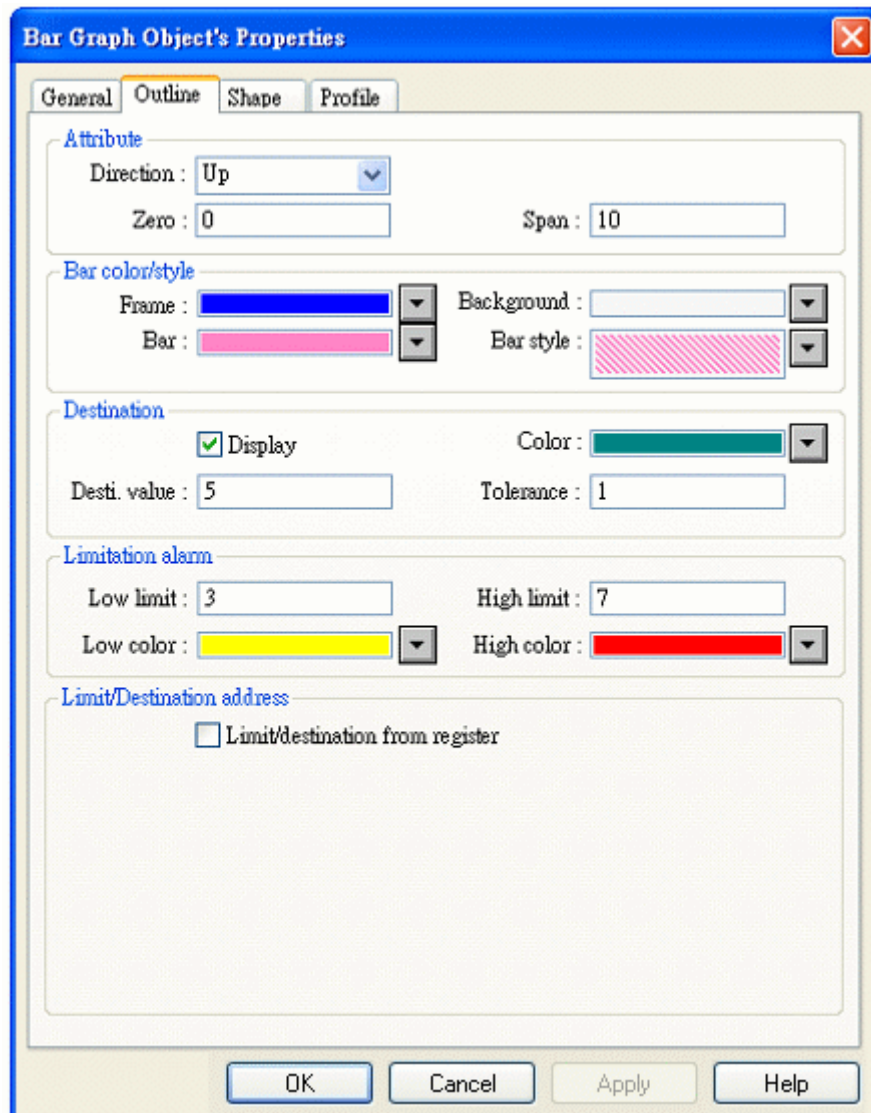 Bar Graph Object's Properties
General Outline Shape Profile
Attribute
Direction : Up
Zero : 0 Span : 10
Bar color/style
Frame : Background :
Bar : Bar style :
Destination
Display Color :
Desti. value : 5 Tolerance : 1
Limitation alarm
Low limit : 3 High limit : 7
Low color : High color :
Limit/Destination address
Limit/destination from register
OK Cancel Apply Help